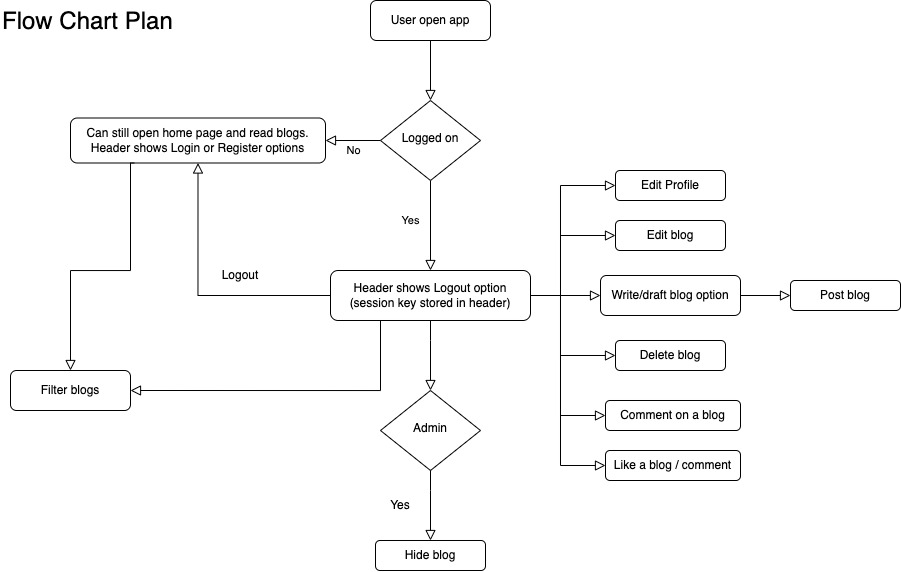 Flow Chart Plan
User open app
Logged on
Can still open home page and read blogs.
Header shows Login or Register options
No
Yes
Edit Profile
Edit blog
Logout
Header shows Logout option
(session key stored in header)
Write/draft blog option
Post blog
Delete blog
Filter blogs
Comment on a blog
Admin
Like a blog / comment
Yes
Hide blog